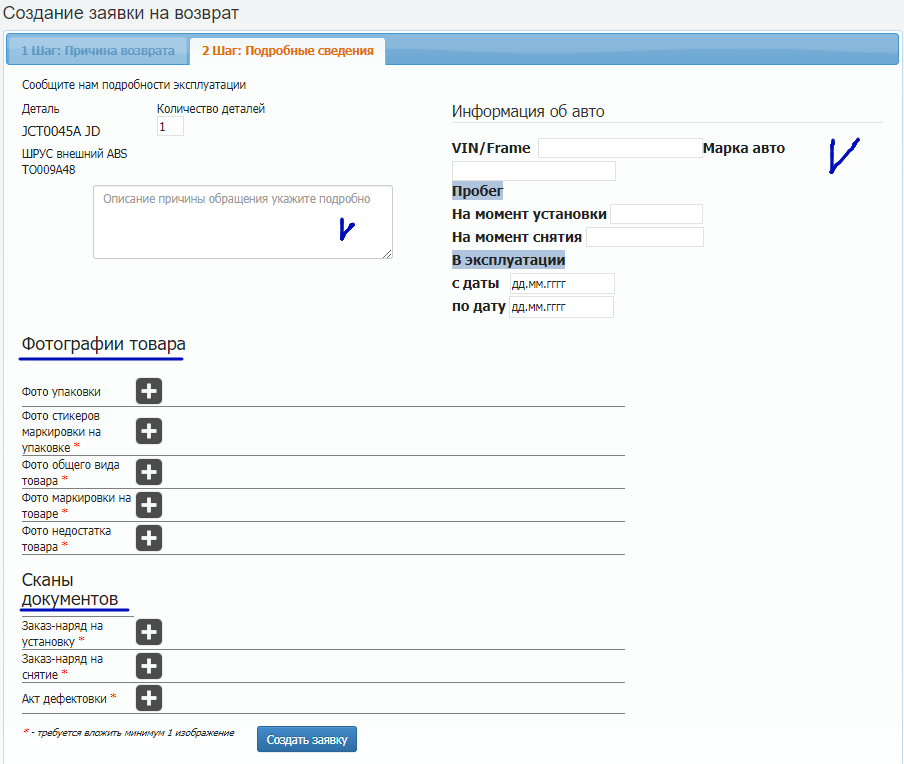 Создание заявки на возврат
1 Шаг: Причина возврата 2 Шаг: Подробные сведения
Сообщите нам подробности эксплуатации
Деталь Количество деталей
JCT0045A JD 1
ШРУС внешний ABS
TO009A48
Описание причины обращения укажите подробно
Информация об авто
VIN/Frame Марка авто
Пробег
На момент установки
На момент снятия
В эксплуатации
с даты дд.мм.гггг
по дату дд.мм.гггг
Фотографии товара
Фото упаковки
Фото стикеров
маркировки на
упаковке *
Фото общего вида
товара *
Фото маркировки на
товаре *
Фото недостатка
товара *
Сканы
документов
Заказ-наряд на
установку *
Заказ-наряд на
снятие *
Акт дефектовки *
* - требуется вложить минимум 1 изображение
Создать заявку